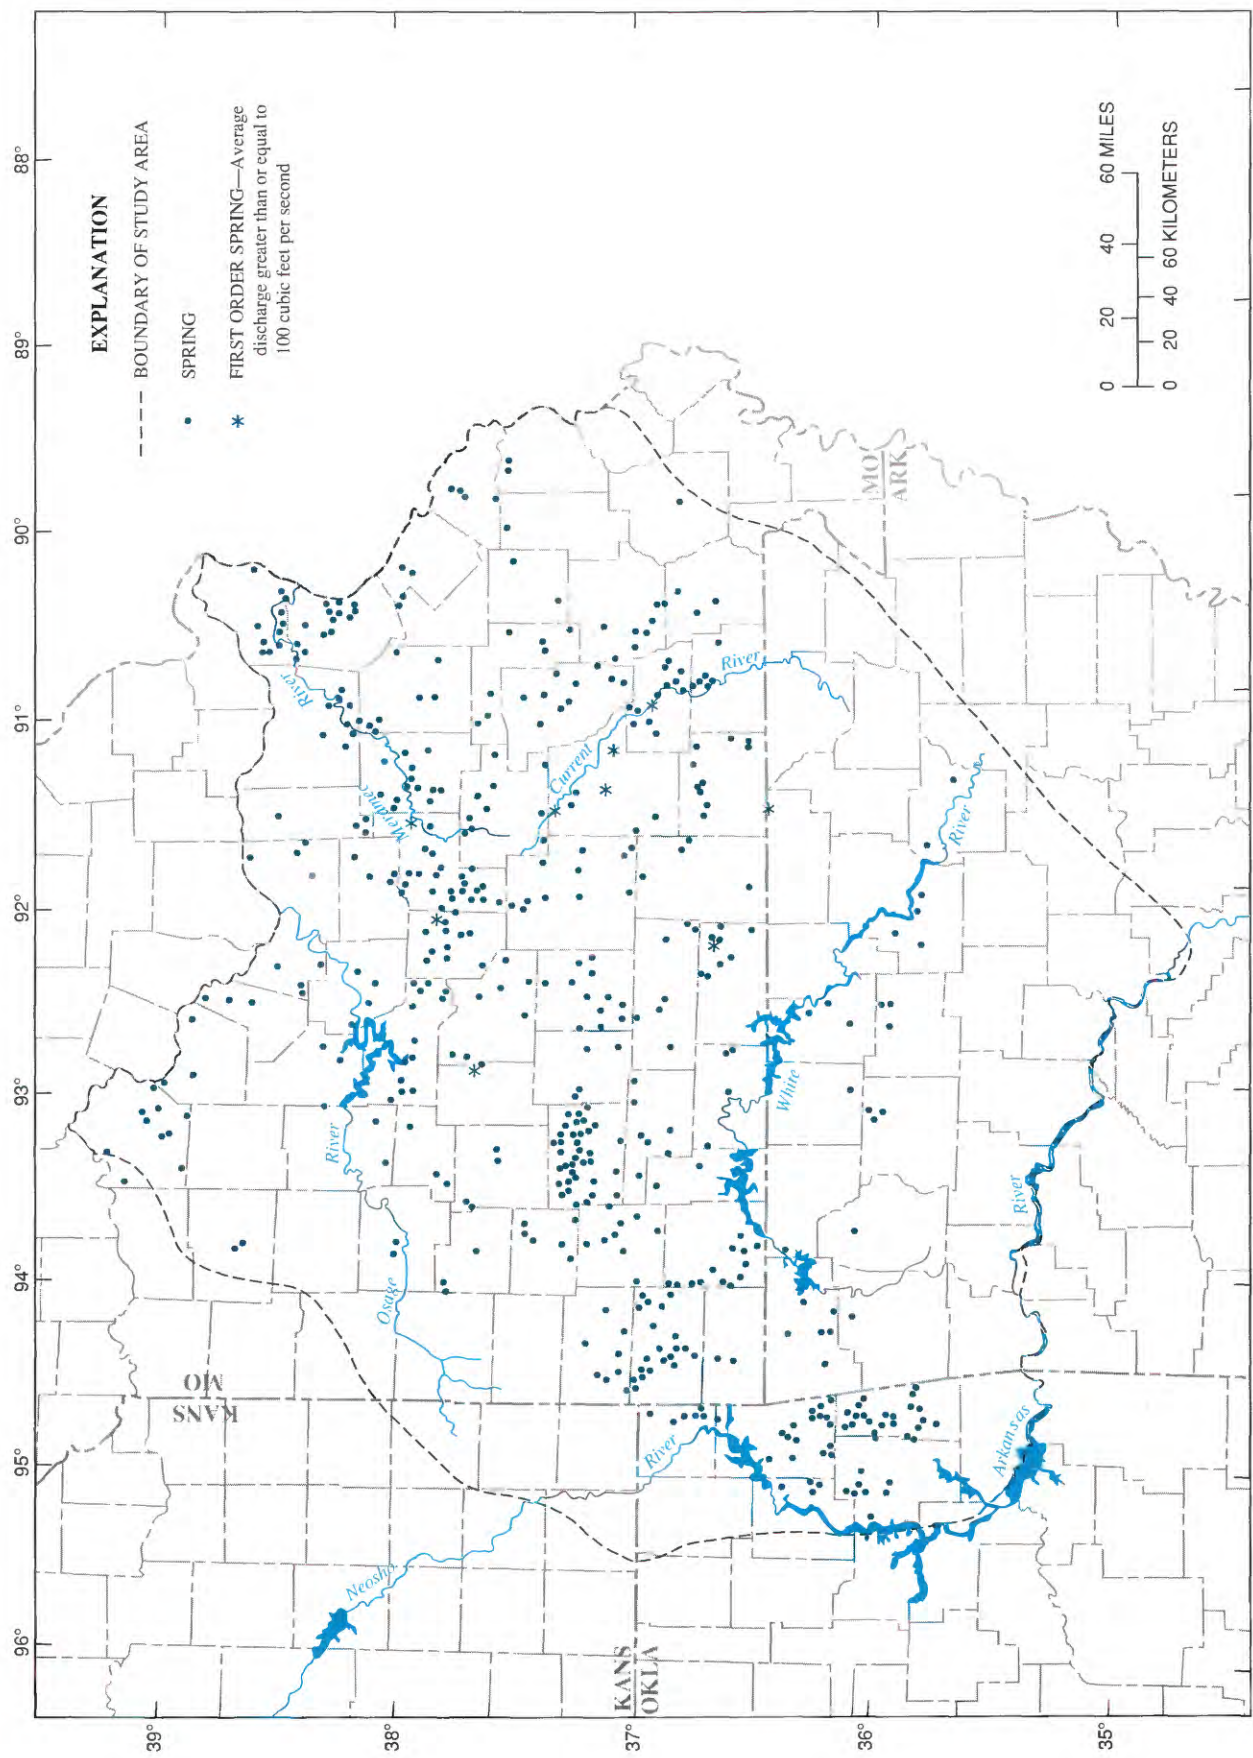 EXPLANATION
BOUNDARY OF STUDY AREA
SPRING
FIRST ORDER SPRING—Average
discharge greater than or equal to
100 cubic feet per second
96°
95°
94°
93°
92°
91°
90°
89°
88°
39°
38°
37°
36°
35°
KANS
MO
KANS
OKLA
MO
ARK
Neosho
River
Osage
River
Meramec
River
Current
River
White
River
Arkansas
River
0 20 40 60 MILES
0 20 40 60 KILOMETERS